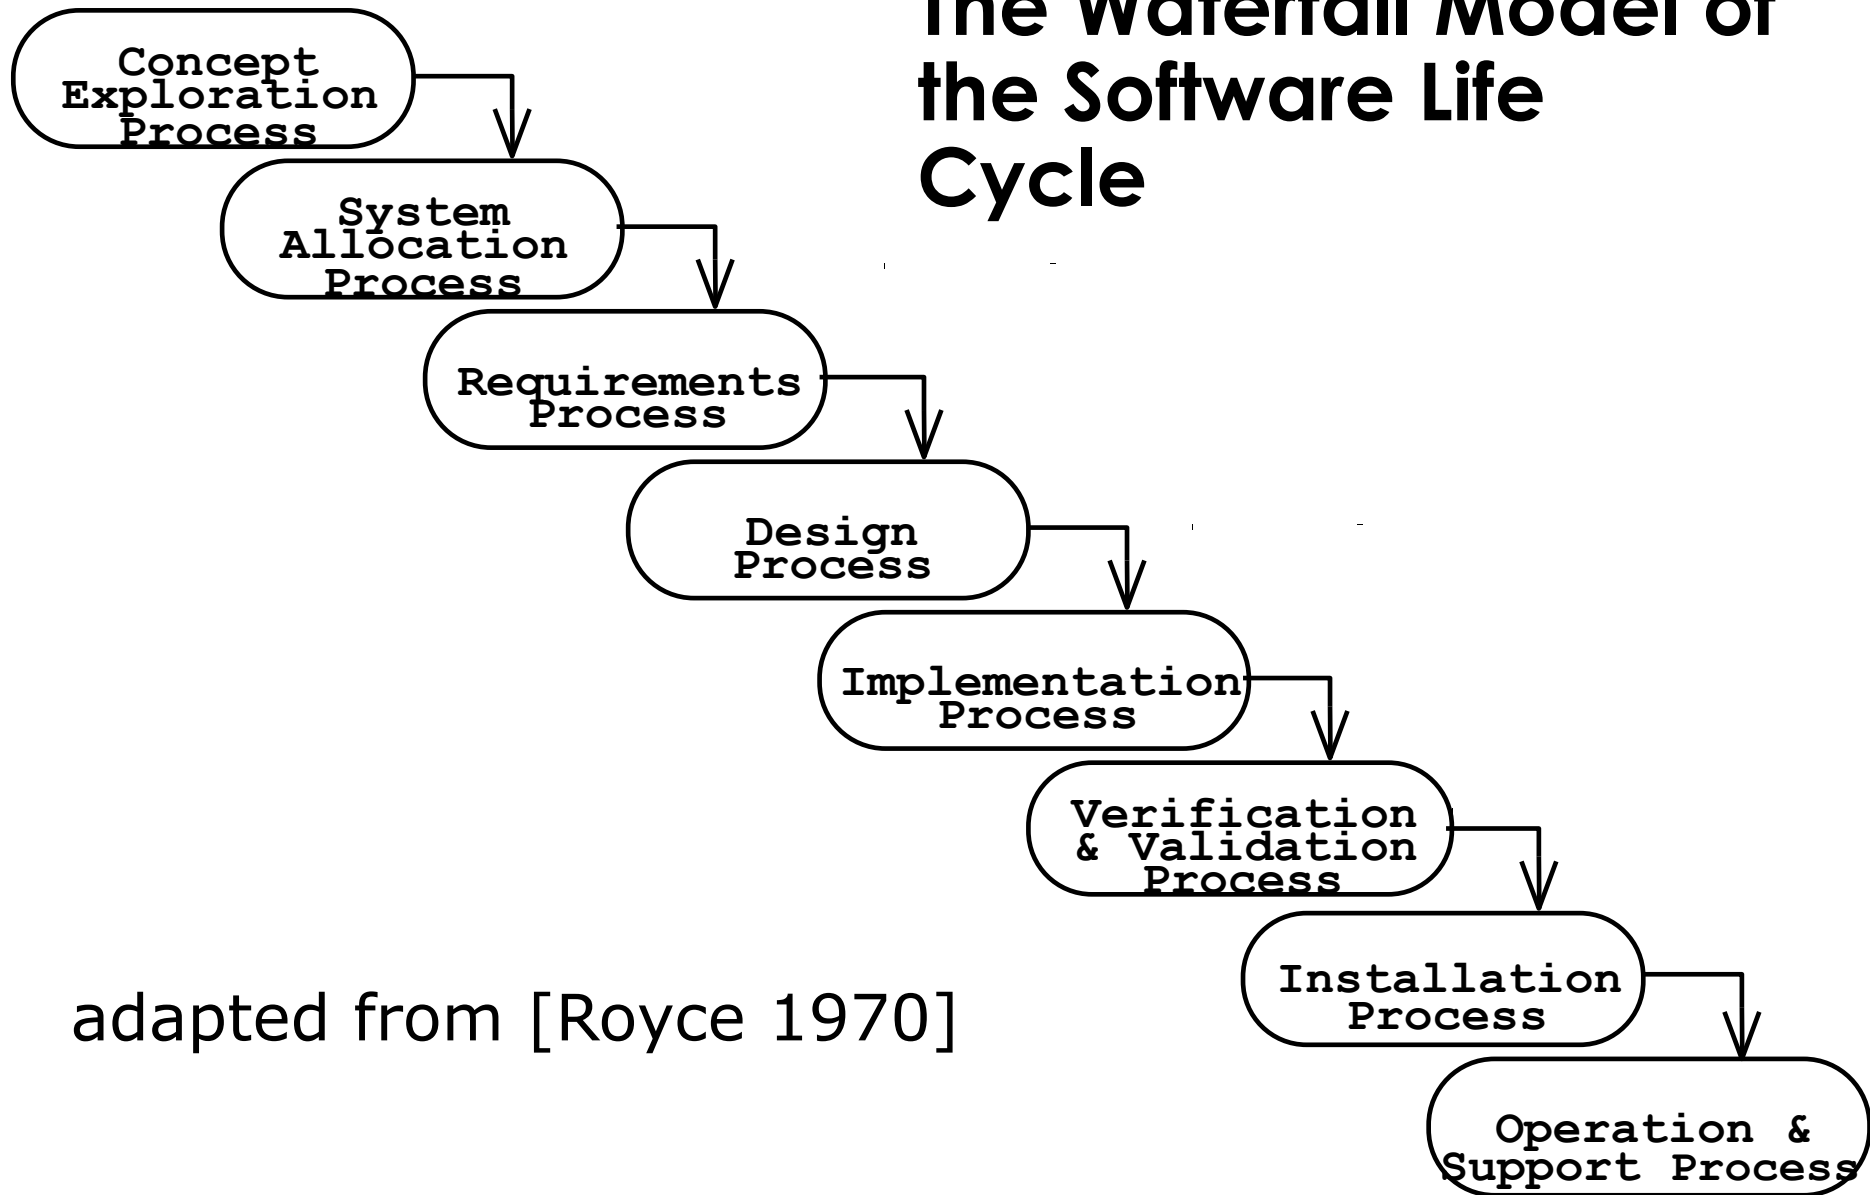 The Waterfall Model of
the Software Life
Cycle
Concept
Exploration
Process
System
Allocation
Process
Requirements
Process
Design
Process
Implementation
Process
Verification
& Validation
Process
Installation
Process
Operation &
Support Process
adapted from [Royce 1970]